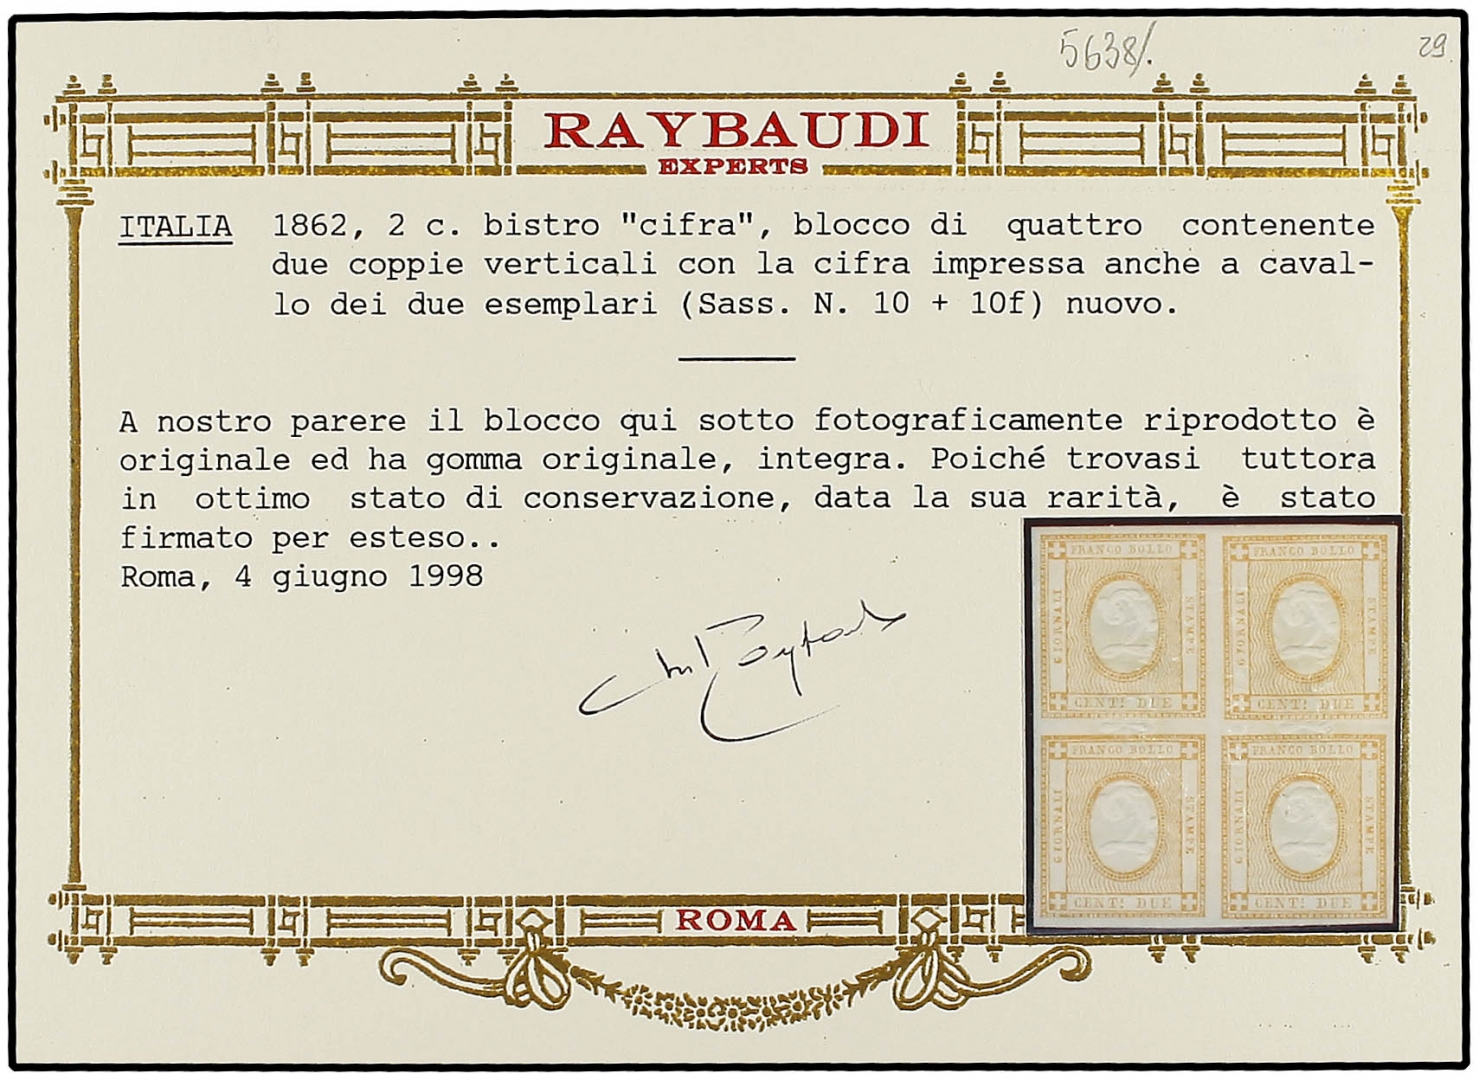 5638/.
29
RAYBAUDI
EXPERTS
ITALIA 1862, 2 c. bistro "cifra", blocco di quattro contenente
due coppie verticali con la cifra impressa anche a caval-
lo dei due esemplari (Sass. N. 10 + 10f) nuovo.
A nostro parere il blocco qui sotto fotograficamente riprodotto è
originale ed ha gomma originale, integra. Poiché trovasi tuttora
in ottimo stato di conservazione, data la sua rarità, è stato
firmato per esteso..
Roma, 4 giugno 1998
FRANCO BOLLO
GIORNALI
STAMPE
CENT! DUE
FRANCO BOLLO
GIORNALI
STAMPE
CENT! DUE
FRANCO BOLLO
GIORNALI
STAMPE
CENT! DUE
FRANCO BOLLO
GIORNALI
STAMPE
CENT! DUE
ROMA